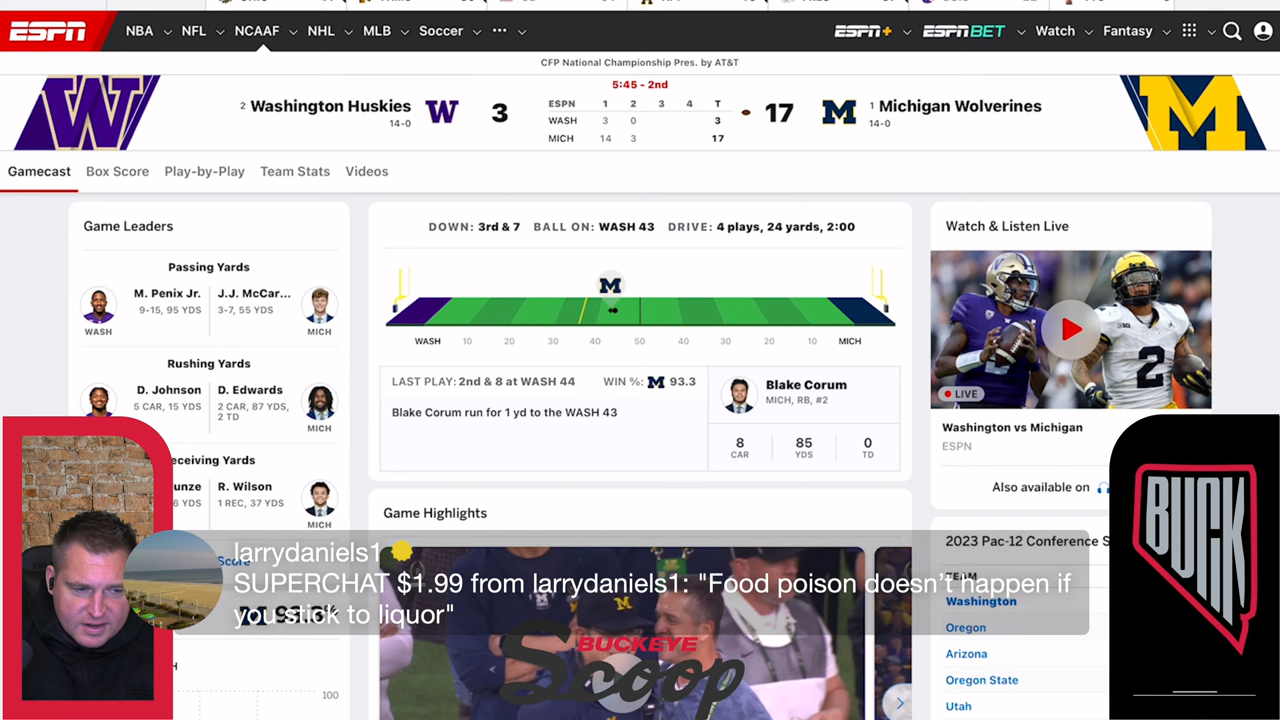 ESPN
NBA NFL NCAAF NHL MLB Soccer ••• ESPN+ ESPN BET Watch Fantasy
CFP National Championship Pres. by AT&T
5:45 - 2nd
2 Washington Huskies W 3
14-0
ESPN 1 2 3 4 T
WASH 3 0 3
MICH 14 3 17
17 M 1 Michigan Wolverines
14-0
W
M
Gamecast Box Score Play-by-Play Team Stats Videos
Game Leaders
Passing Yards
M. Penix Jr. J.J. McCar...
9-15, 95 YDS 3-7, 55 YDS
WASH MICH
Rushing Yards
D. Johnson D. Edwards
5 CAR, 15 YDS 2 CAR, 87 YDS,
2 TD
MICH
eceiving Yards
unze R. Wilson
6 YDS 1 REC, 37 YDS
MICH
Score
100
DOWN: 3rd & 7 BALL ON: WASH 43 DRIVE: 4 plays, 24 yards, 2:00
M
WASH 10 20 30 40 50 40 30 20 10 MICH
LAST PLAY: 2nd & 8 at WASH 44 WIN %: M 93.3
Blake Corum run for 1 yd to the WASH 43
Blake Corum
MICH, RB, #2
8 85 0
CAR YDS TD
Game Highlights
Watch & Listen Live
2
LIVE
Washington vs Michigan
ESPN
Also available on
2023 Pac-12 Conference S
TEAM
Washington
Oregon
Arizona
Oregon State
Utah
larrydaniels1
SUPERCHAT $1.99 from larrydaniels1: "Food poison doesn't happen if
you stick to liquor"
BUCKEYE
Scoop
BUCK